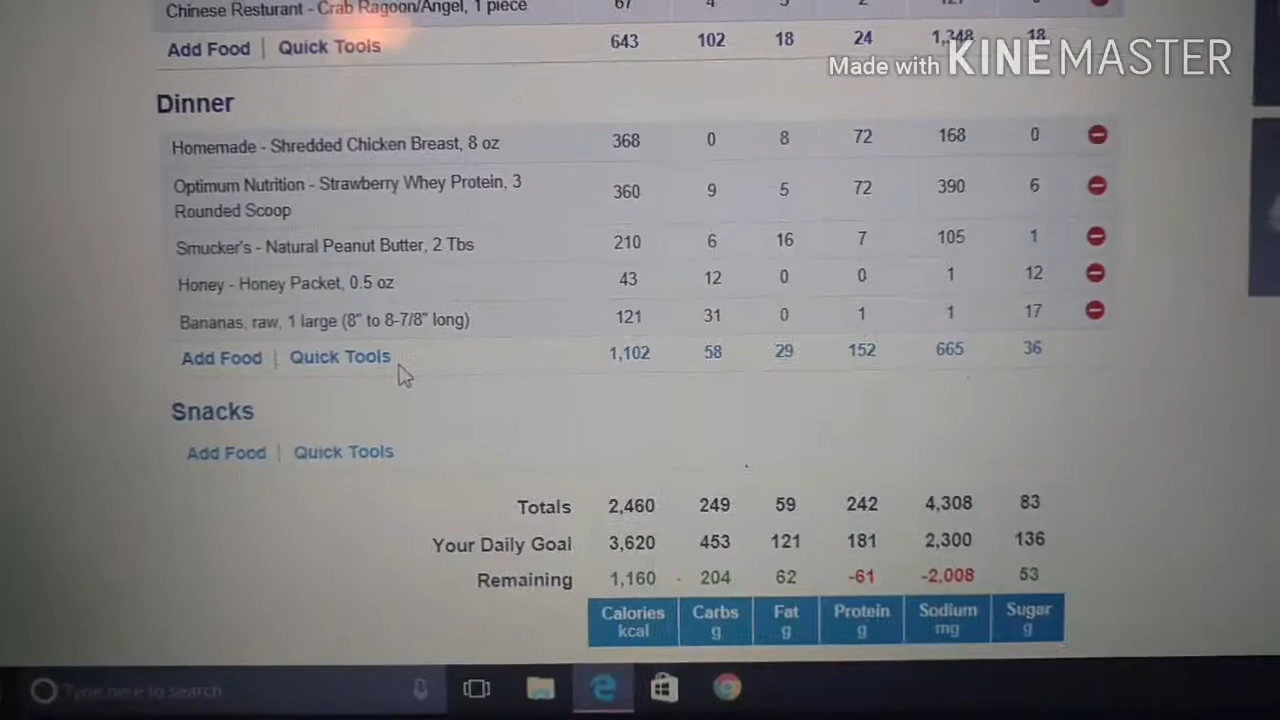 Chinese Resturant - Crab Ragoon/Angel, 1 piece 67 4
Add Food | Quick Tools 643 102 18 24 1,348 18
Made with KINEMASTER
Dinner
Homemade - Shredded Chicken Breast, 8 oz 368 0 8 72 168 0
Optimum Nutrition - Strawberry Whey Protein, 3 360 9 5 72 390 6
Rounded Scoop
Smucker's - Natural Peanut Butter, 2 Tbs 210 6 16 7 105 1
Honey - Honey Packet, 0.5 oz 43 12 0 0 1 12
Bananas, raw, 1 large (8" to 8-7/8" long) 121 31 0 1 1 17
Add Food | Quick Tools 1,102 58 29 152 665 36
Snacks
Add Food | Quick Tools
Totals 2,460 249 59 242 4,308 83
Your Daily Goal 3,620 453 121 181 2,300 136
Remaining 1,160 204 62 -61 -2,008 53
Calories Carbs Fat Protein Sodium Sugar
kcal g g g mg g
Type here to search